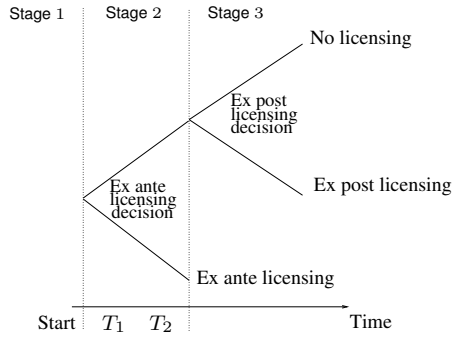 Stage 1
Stage 2
Stage 3
No licensing
Ex post
licensing
decision
Ex ante
licensing
decision
Ex post licensing
Ex ante licensing
Start
T1
T2
Time